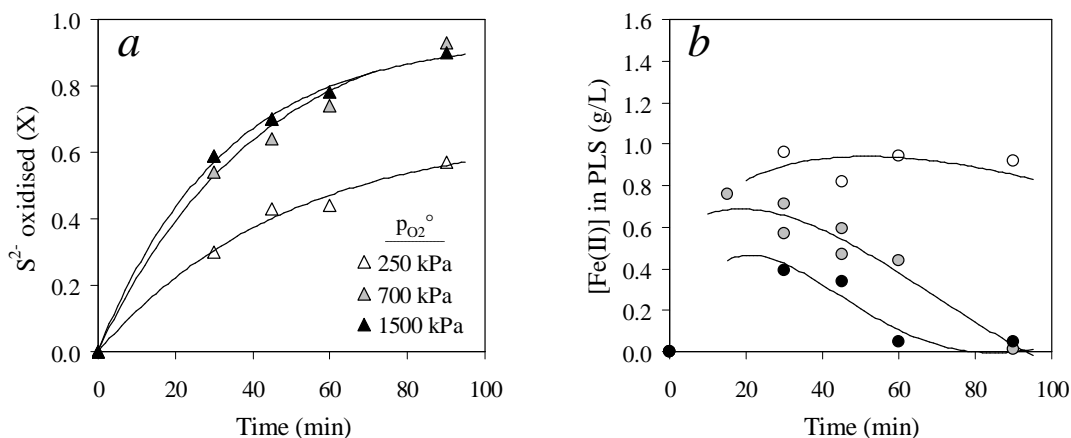 a
S²⁻ oxidised (X)
1.0
0.8
0.6
0.4
0.2
0.0
p_O2°
250 kPa
700 kPa
1500 kPa
0 20 40 60 80 100
Time (min)
b
[Fe(II)] in PLS (g/L)
1.6
1.4
1.2
1.0
0.8
0.6
0.4
0.2
0.0
0 20 40 60 80 100
Time (min)